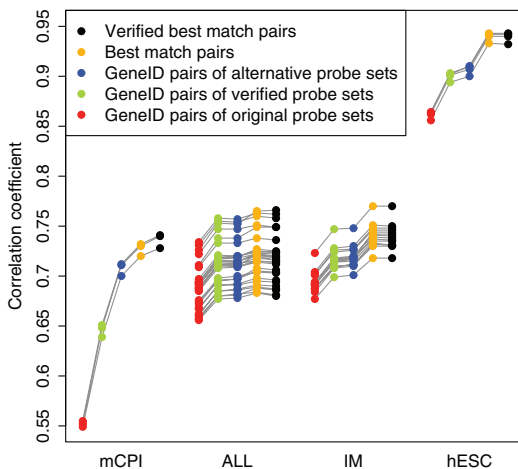 Verified best match pairs
Best match pairs
GeneID pairs of alternative probe sets
GeneID pairs of verified probe sets
GeneID pairs of original probe sets
Correlation coefficient
0.95
0.9
0.85
0.8
0.75
0.7
0.65
0.6
0.55
mCPI ALL IM hESC